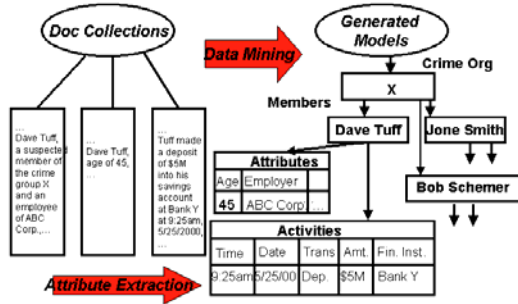 Doc Collections
Data Mining
Generated
Models
Crime Org
X
Members
Dave Tuff
Jone Smith
Bob Schemer
...
Dave Tuff,
a suspected
member of
the crime
group X
and an
employee of
ABC
Corp.,...
...
Dave Tuff,
age of 45,
...
...
Tuff made
a deposit
of $5M
into his
savings
account
at Bank Y
at 9:25am,
5/25/2000,
...
Attributes
Age Employer
45 ABC Corp. ...
Activities
Time Date Trans Amt. Fin. Inst.
9:25am 5/25/00 Dep. $5M Bank Y
Attribute Extraction